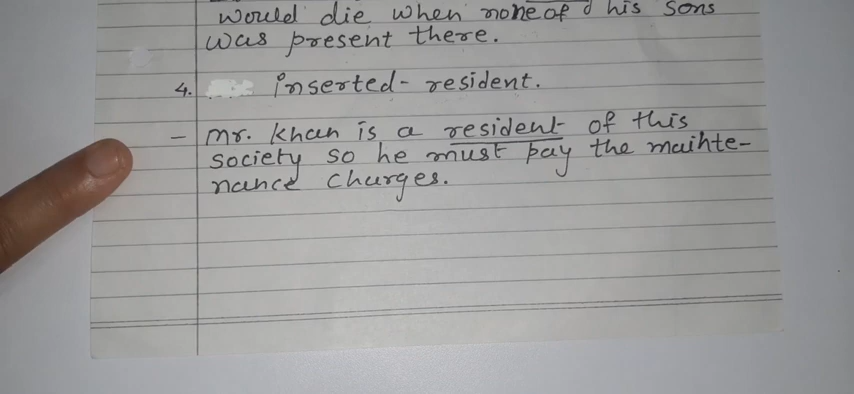 would die when none of his sons
was present there.
4. inserted- resident.
- mr. khan is a resident of this
society so he must pay the mainte-
nance charges.